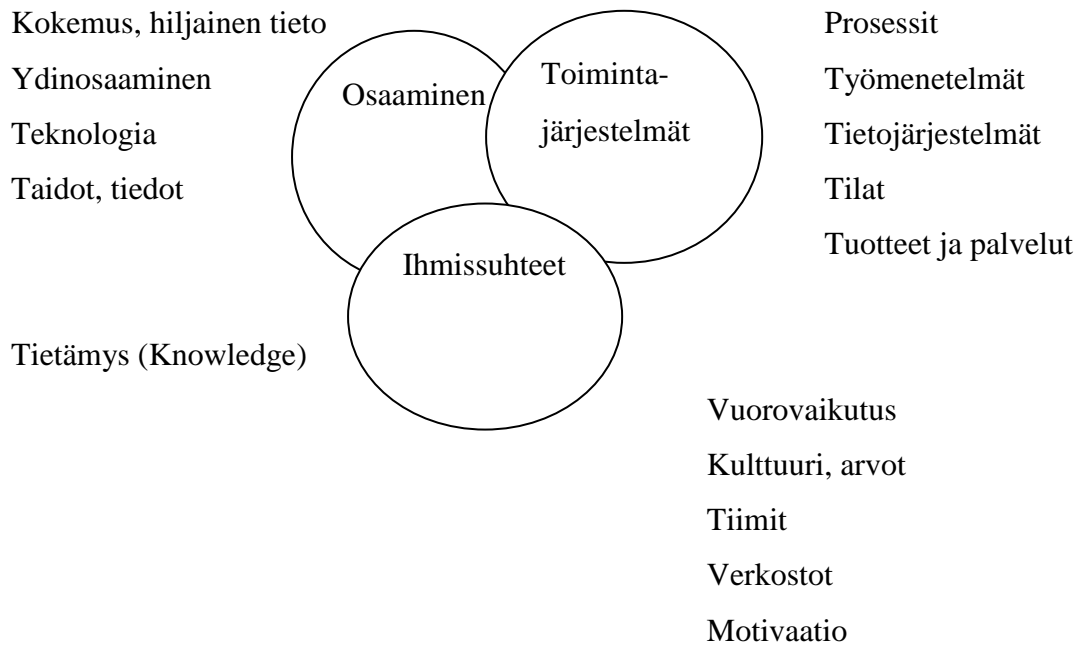 Kokemus, hiljainen tieto
Ydinosaaminen
Teknologia
Taidot, tiedot
Osaaminen
Toiminta-
järjestelmät
Prosessit
Työmenetelmät
Tietojärjestelmät
Tilat
Tuotteet ja palvelut
Ihmissuhteet
Tietämys (Knowledge)
Vuorovaikutus
Kulttuuri, arvot
Tiimit
Verkostot
Motivaatio